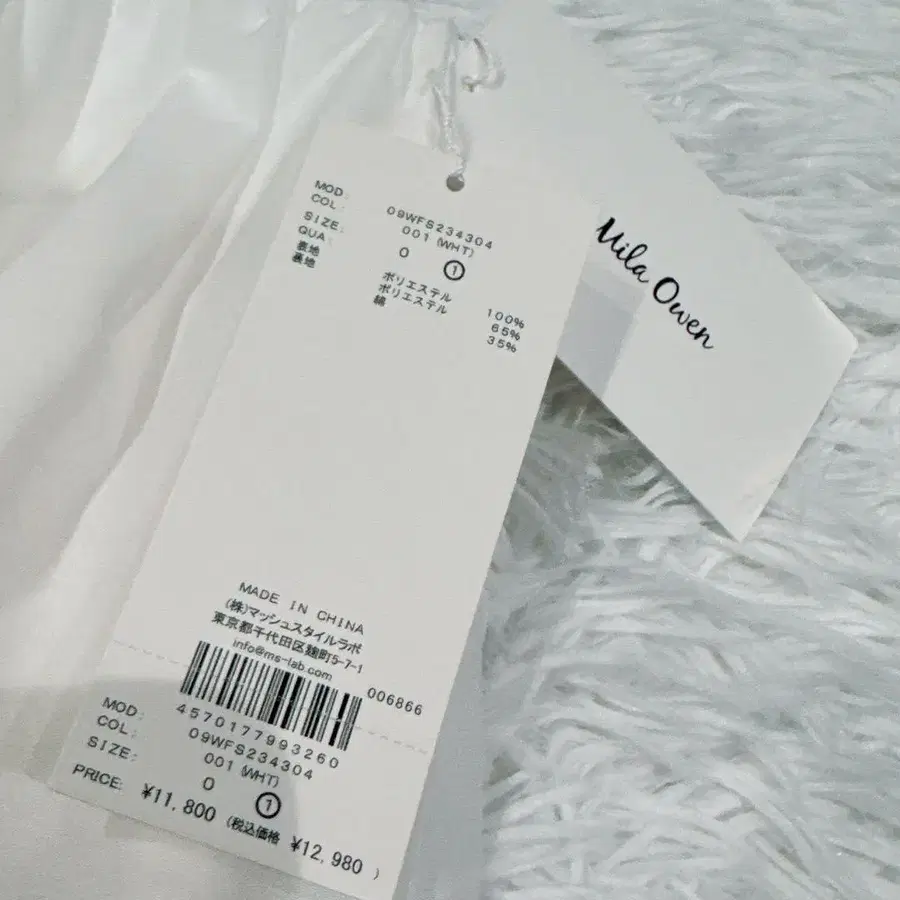 Mila Owen
MOD: 09WFS234304
COL: 001 (WHT)
SIZE: 0 ①
QUA:
表地 ポリエステル 100%
裏地 ポリエステル 65%
綿 35%
MADE IN CHINA
(株)マッシュスタイルラボ
東京都千代田区麹町5-7-1
info@ms-lab.com
006866
4570177993260
MOD: 09WFS234304
COL: 001 (WHT)
SIZE: 0 ①
PRICE: ¥11,800 (税込価格 ¥12,980 )